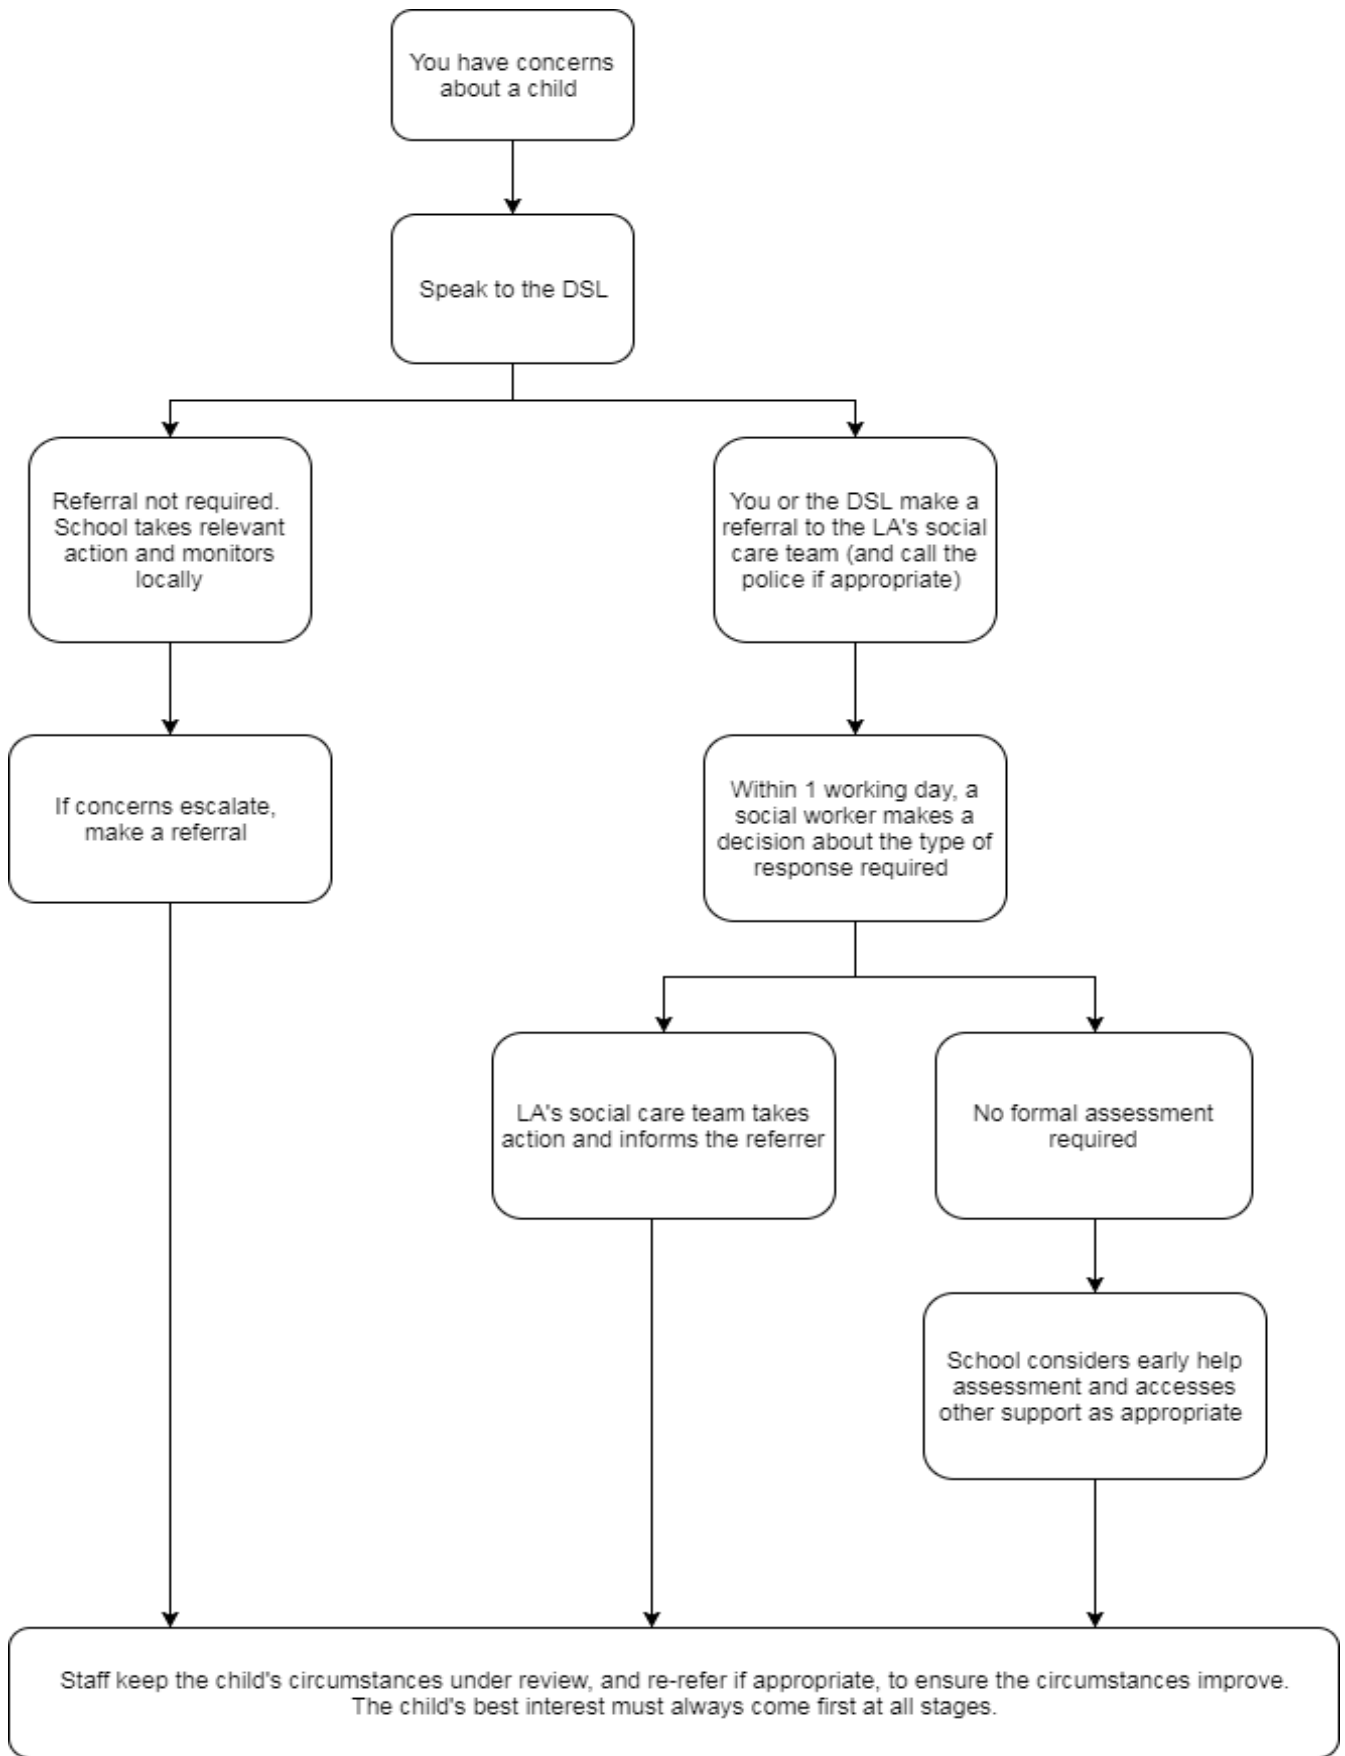 You have concerns
about a child
Speak to the DSL
Referral not required.
School takes relevant
action and monitors
locally
You or the DSL make a
referral to the LA's social
care team (and call the
police if appropriate)
If concerns escalate,
make a referral
Within 1 working day, a
social worker makes a
decision about the type of
response required
LA's social care team takes
action and informs the referrer
No formal assessment
required
School considers early help
assessment and accesses
other support as appropriate
Staff keep the child's circumstances under review, and re-refer if appropriate, to ensure the circumstances improve.
The child's best interest must always come first at all stages.